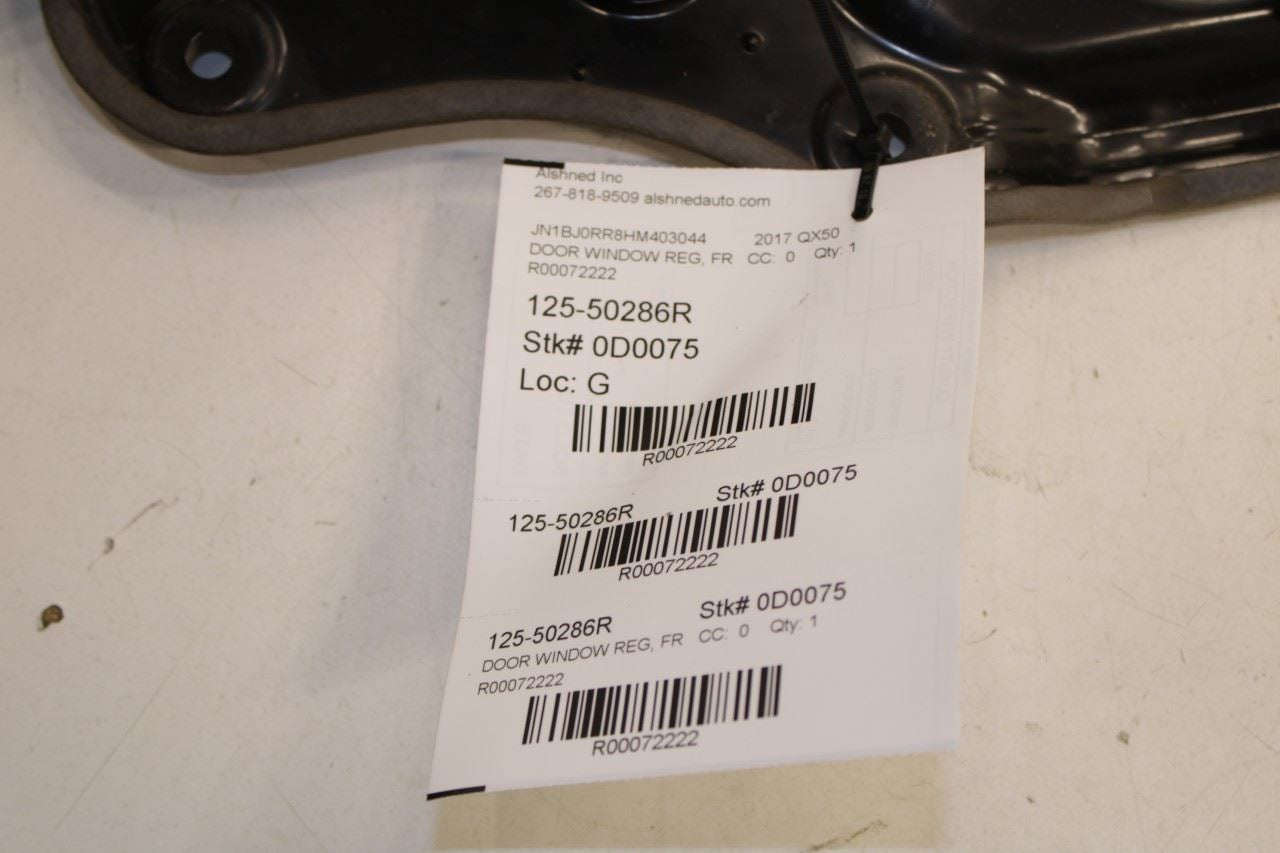 Alshned Inc
267-818-9509 alshnedauto.com
JN1BJ0RR8HM403044 2017 QX50
DOOR WINDOW REG, FR CC: 0 Qty: 1
R00072222
125-50286R
Stk# 0D0075
Loc: G
R00072222
125-50286R Stk# 0D0075
R00072222
125-50286R Stk# 0D0075
DOOR WINDOW REG, FR CC: 0 Qty: 1
R00072222
R00072222